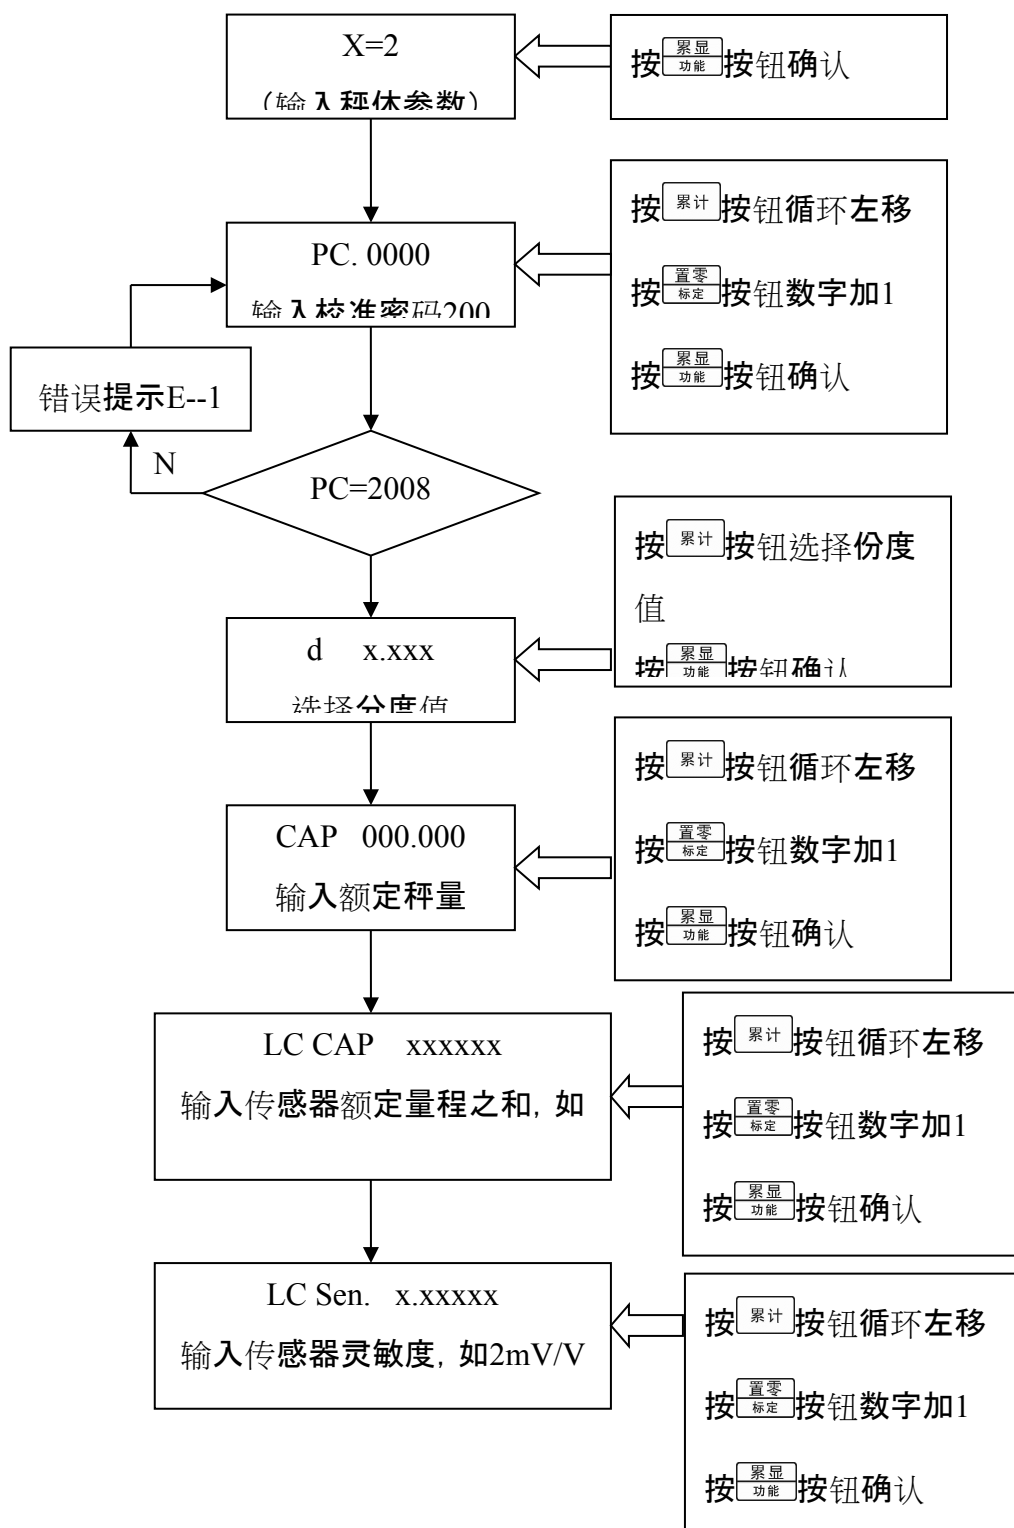 X=2
(输入秤体参数)
按 累显 功能 按钮确认
PC. 0000
输入校准密码200
按 累计 按钮循环左移
按 置零 标定 按钮数字加1
按 累显 功能 按钮确认
错误提示E--1
N
PC=2008
d x.xxx
选择分度值
按 累计 按钮选择份度
值
按 累显 功能 按钮确认
CAP 000.000
输入额定秤量
按 累计 按钮循环左移
按 置零 标定 按钮数字加1
按 累显 功能 按钮确认
LC CAP xxxxxx
输入传感器额定量程之和, 如
按 累计 按钮循环左移
按 置零 标定 按钮数字加1
按 累显 功能 按钮确认
LC Sen. x.xxxxx
输入传感器灵敏度, 如2mV/V
按 累计 按钮循环左移
按 置零 标定 按钮数字加1
按 累显 功能 按钮确认